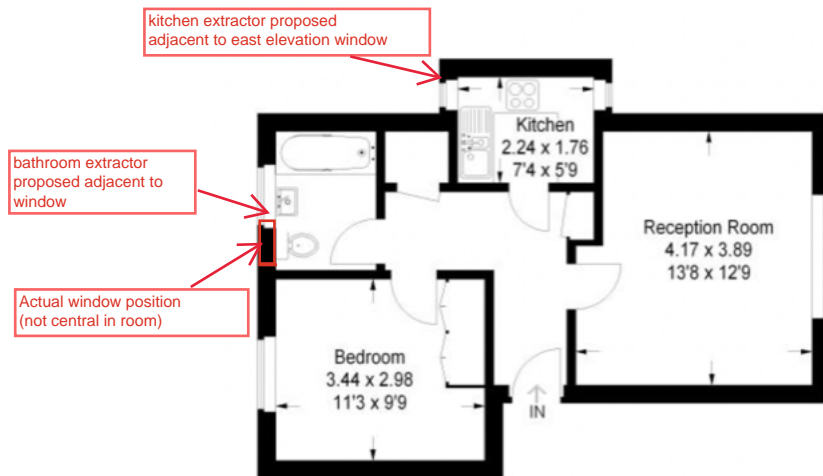 kitchen extractor proposed
adjacent to east elevation window
Kitchen
2.24 x 1.76
7'4 x 5'9
bathroom extractor
proposed adjacent to
window
Reception Room
4.17 x 3.89
13'8 x 12'9
Actual window position
(not central in room)
Bedroom
3.44 x 2.98
11'3 x 9'9
IN